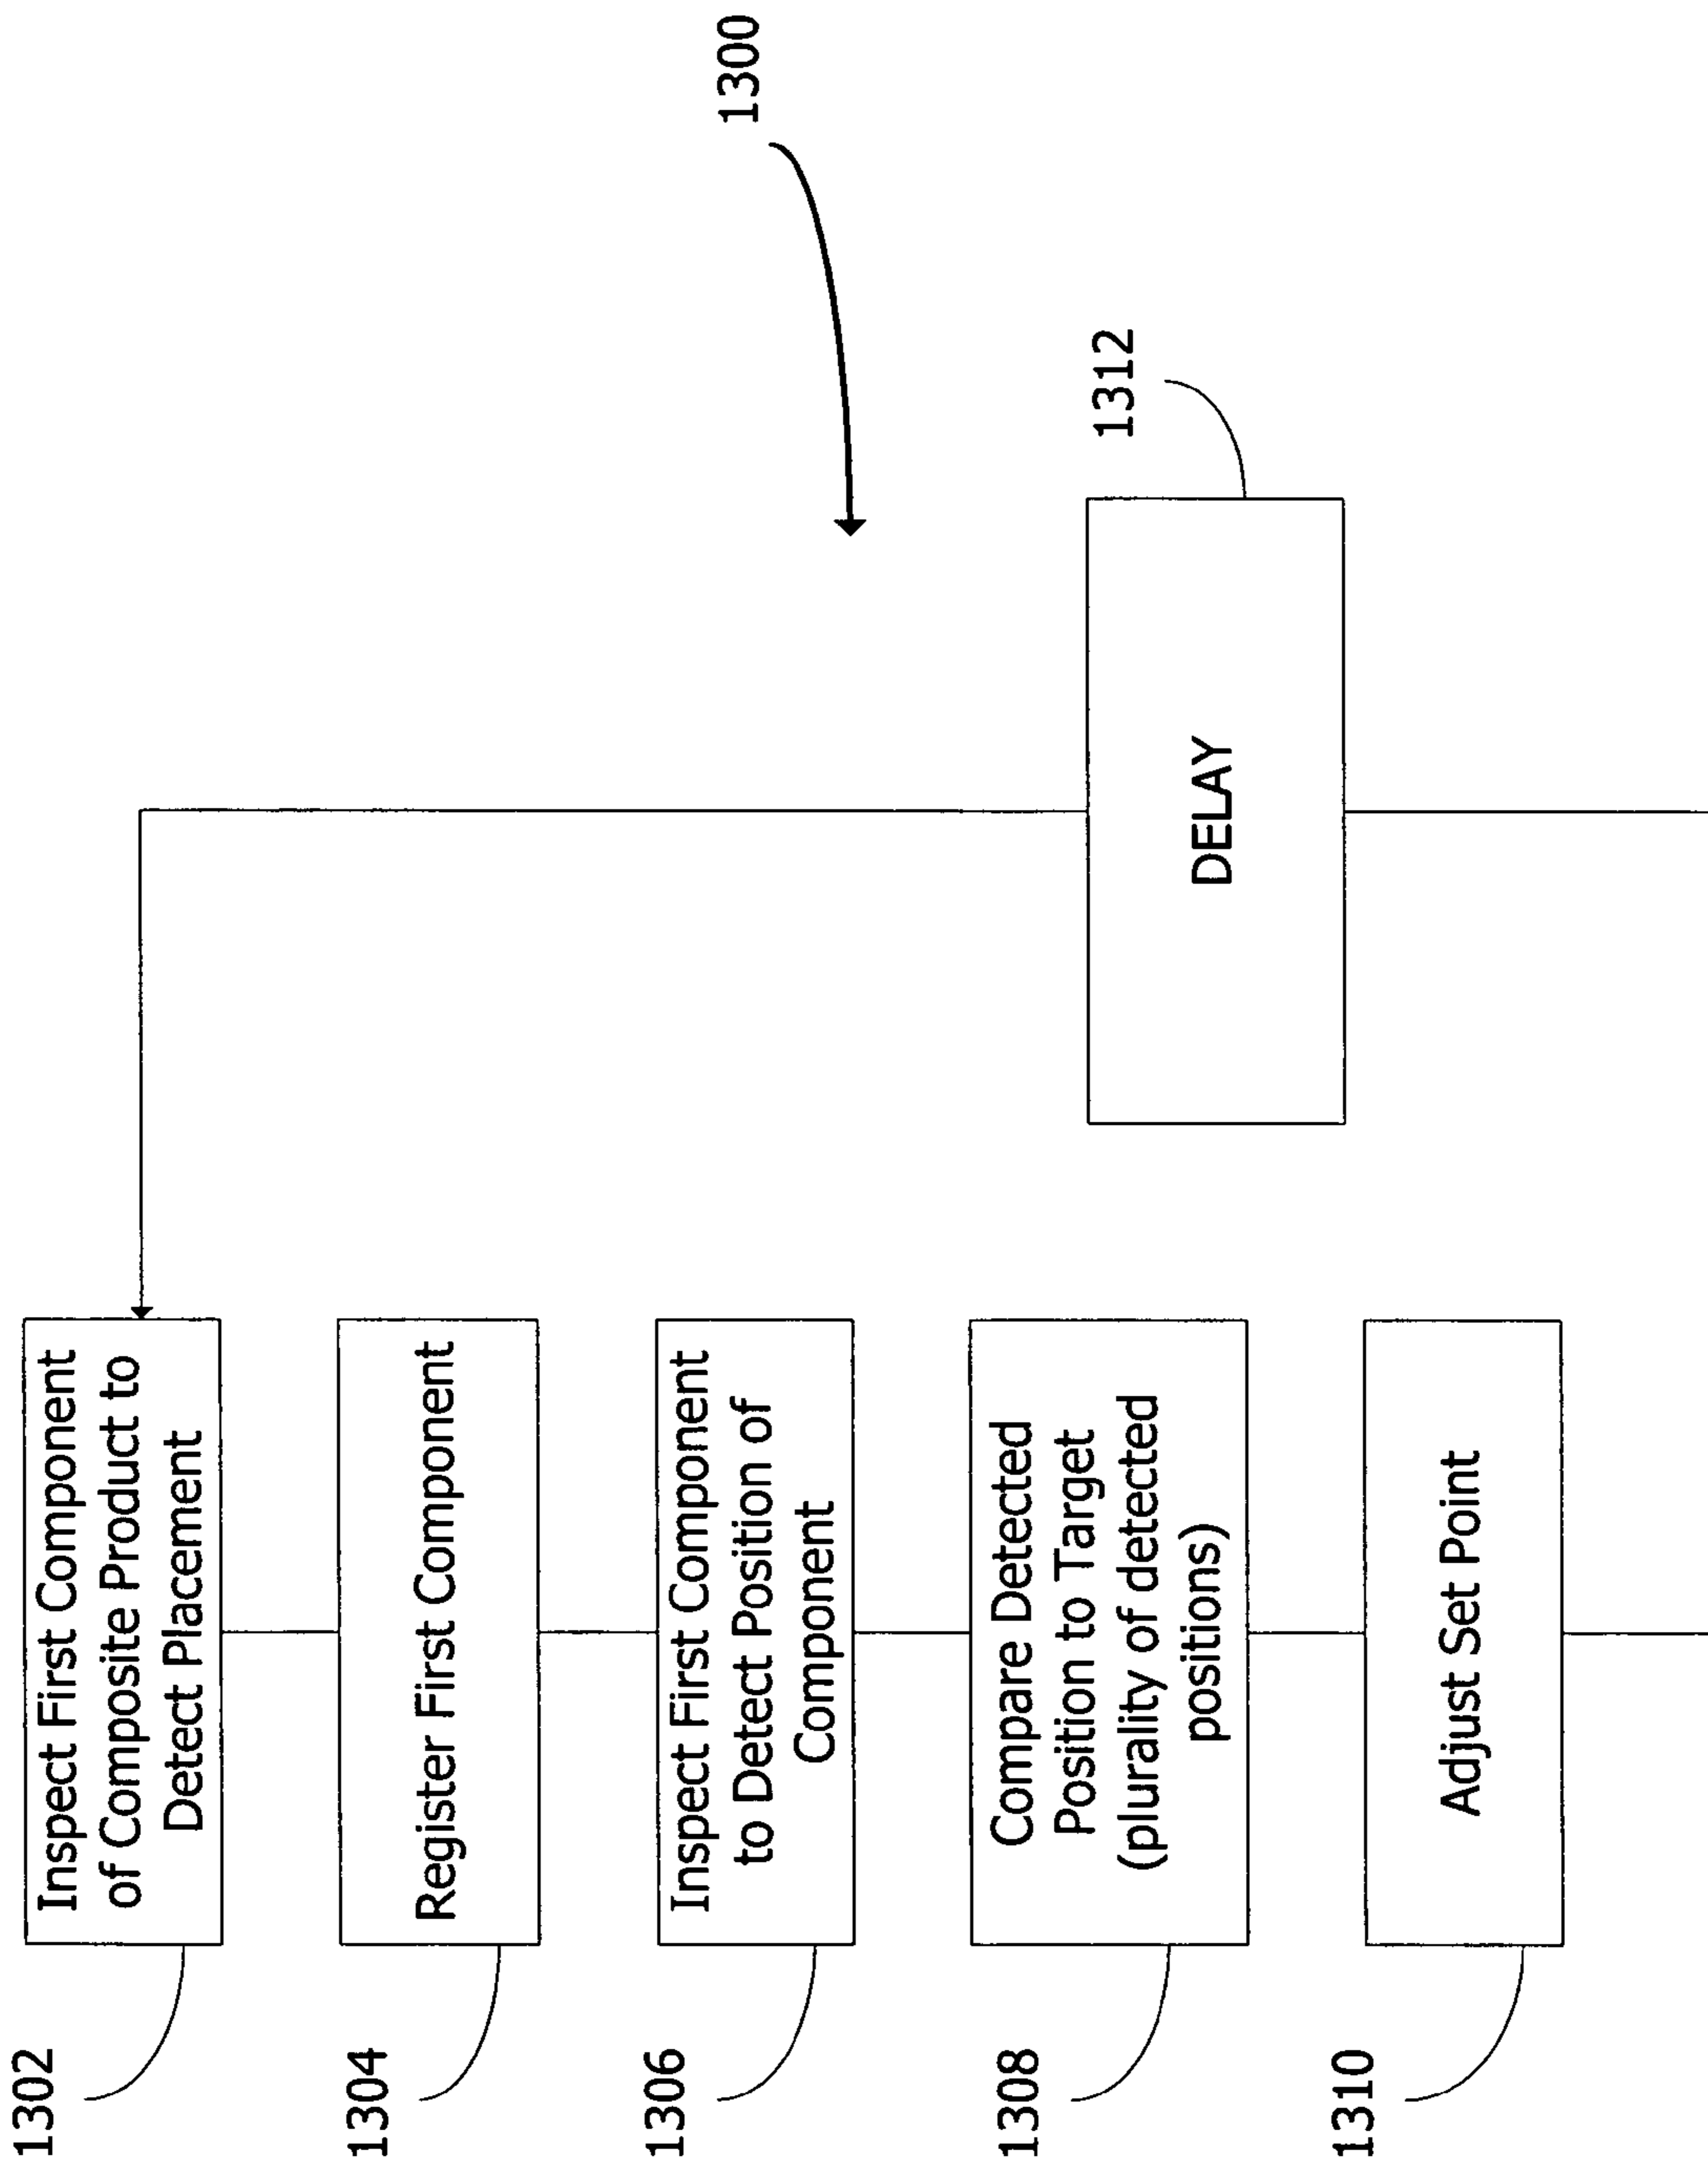 1300
1302
Inspect First Component
of Composite Product to
Detect Placement
1304
Register First Component
1306
Inspect First Component
to Detect Position of
Component
1308
Compare Detected
Position to Target
(plurality of detected
positions)
1310
Adjust Set Point
1312
DELAY